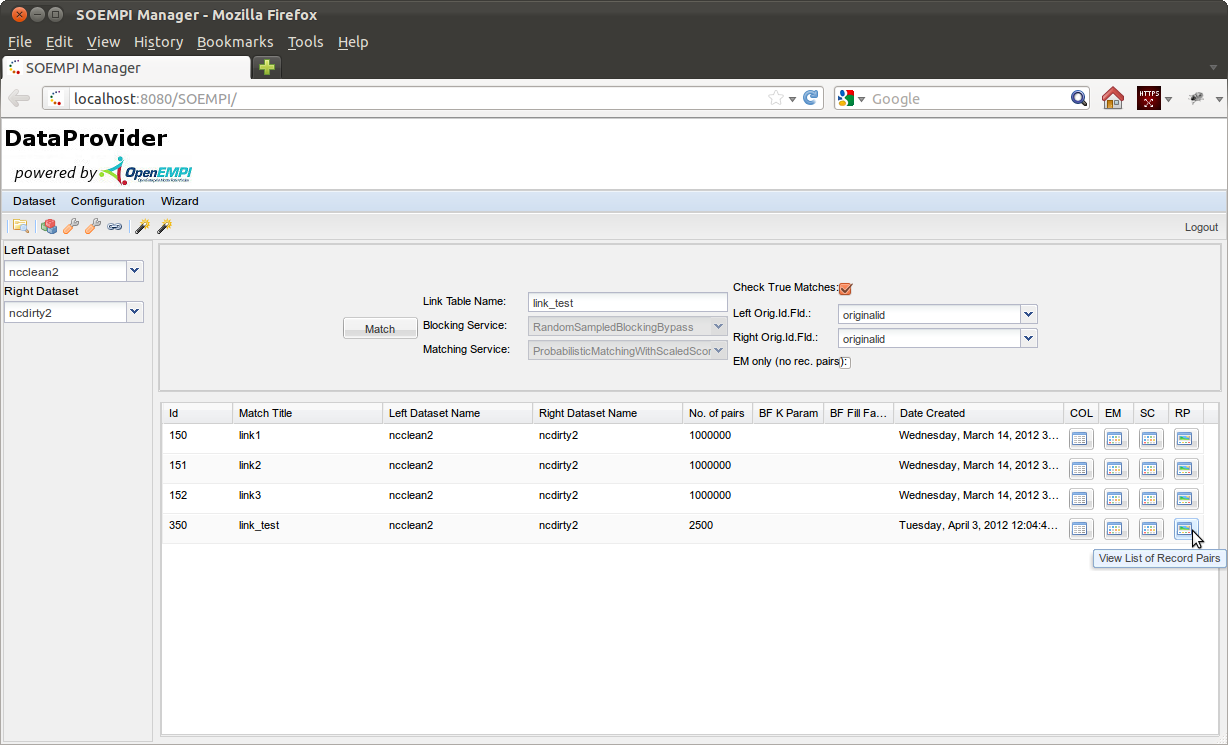 SOEMPI Manager - Mozilla Firefox
File Edit View History Bookmarks Tools Help
SOEMPI Manager
localhost:8080/SOEMPI/
Google
HTTPS
DataProvider
powered by OpenEMPI
Dataset Configuration Wizard
Logout
Left Dataset
ncclean2
Right Dataset
ncdirty2
Match
Link Table Name: link_test
Blocking Service: RandomSampledBlockingBypass
Matching Service: ProbabilisticMatchingWithScaledScor
Check True Matches:
Left Orig.Id.Fld.: originalid
Right Orig.Id.Fld.: originalid
EM only (no rec. pairs):
Id Match Title Left Dataset Name Right Dataset Name No. of pairs BF K Param BF Fill Fa... Date Created COL EM SC RP
150 link1 ncclean2 ncdirty2 1000000 Wednesday, March 14, 2012 3...
151 link2 ncclean2 ncdirty2 1000000 Wednesday, March 14, 2012 3...
152 link3 ncclean2 ncdirty2 1000000 Wednesday, March 14, 2012 3...
350 link_test ncclean2 ncdirty2 2500 Tuesday, April 3, 2012 12:04:4...
View List of Record Pairs